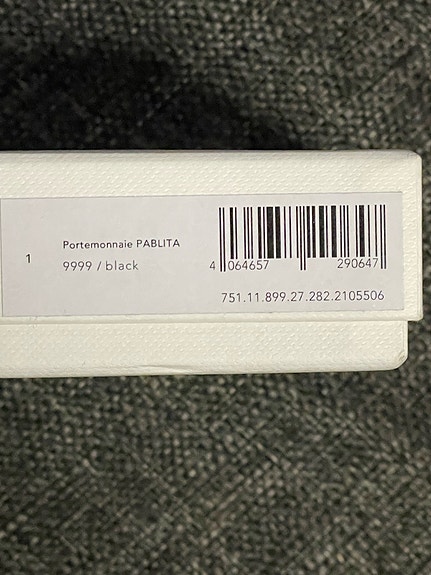 1
Portemonnaie PABLITA
9999 / black
4 064657 290647
751.11.899.27.282.2105506